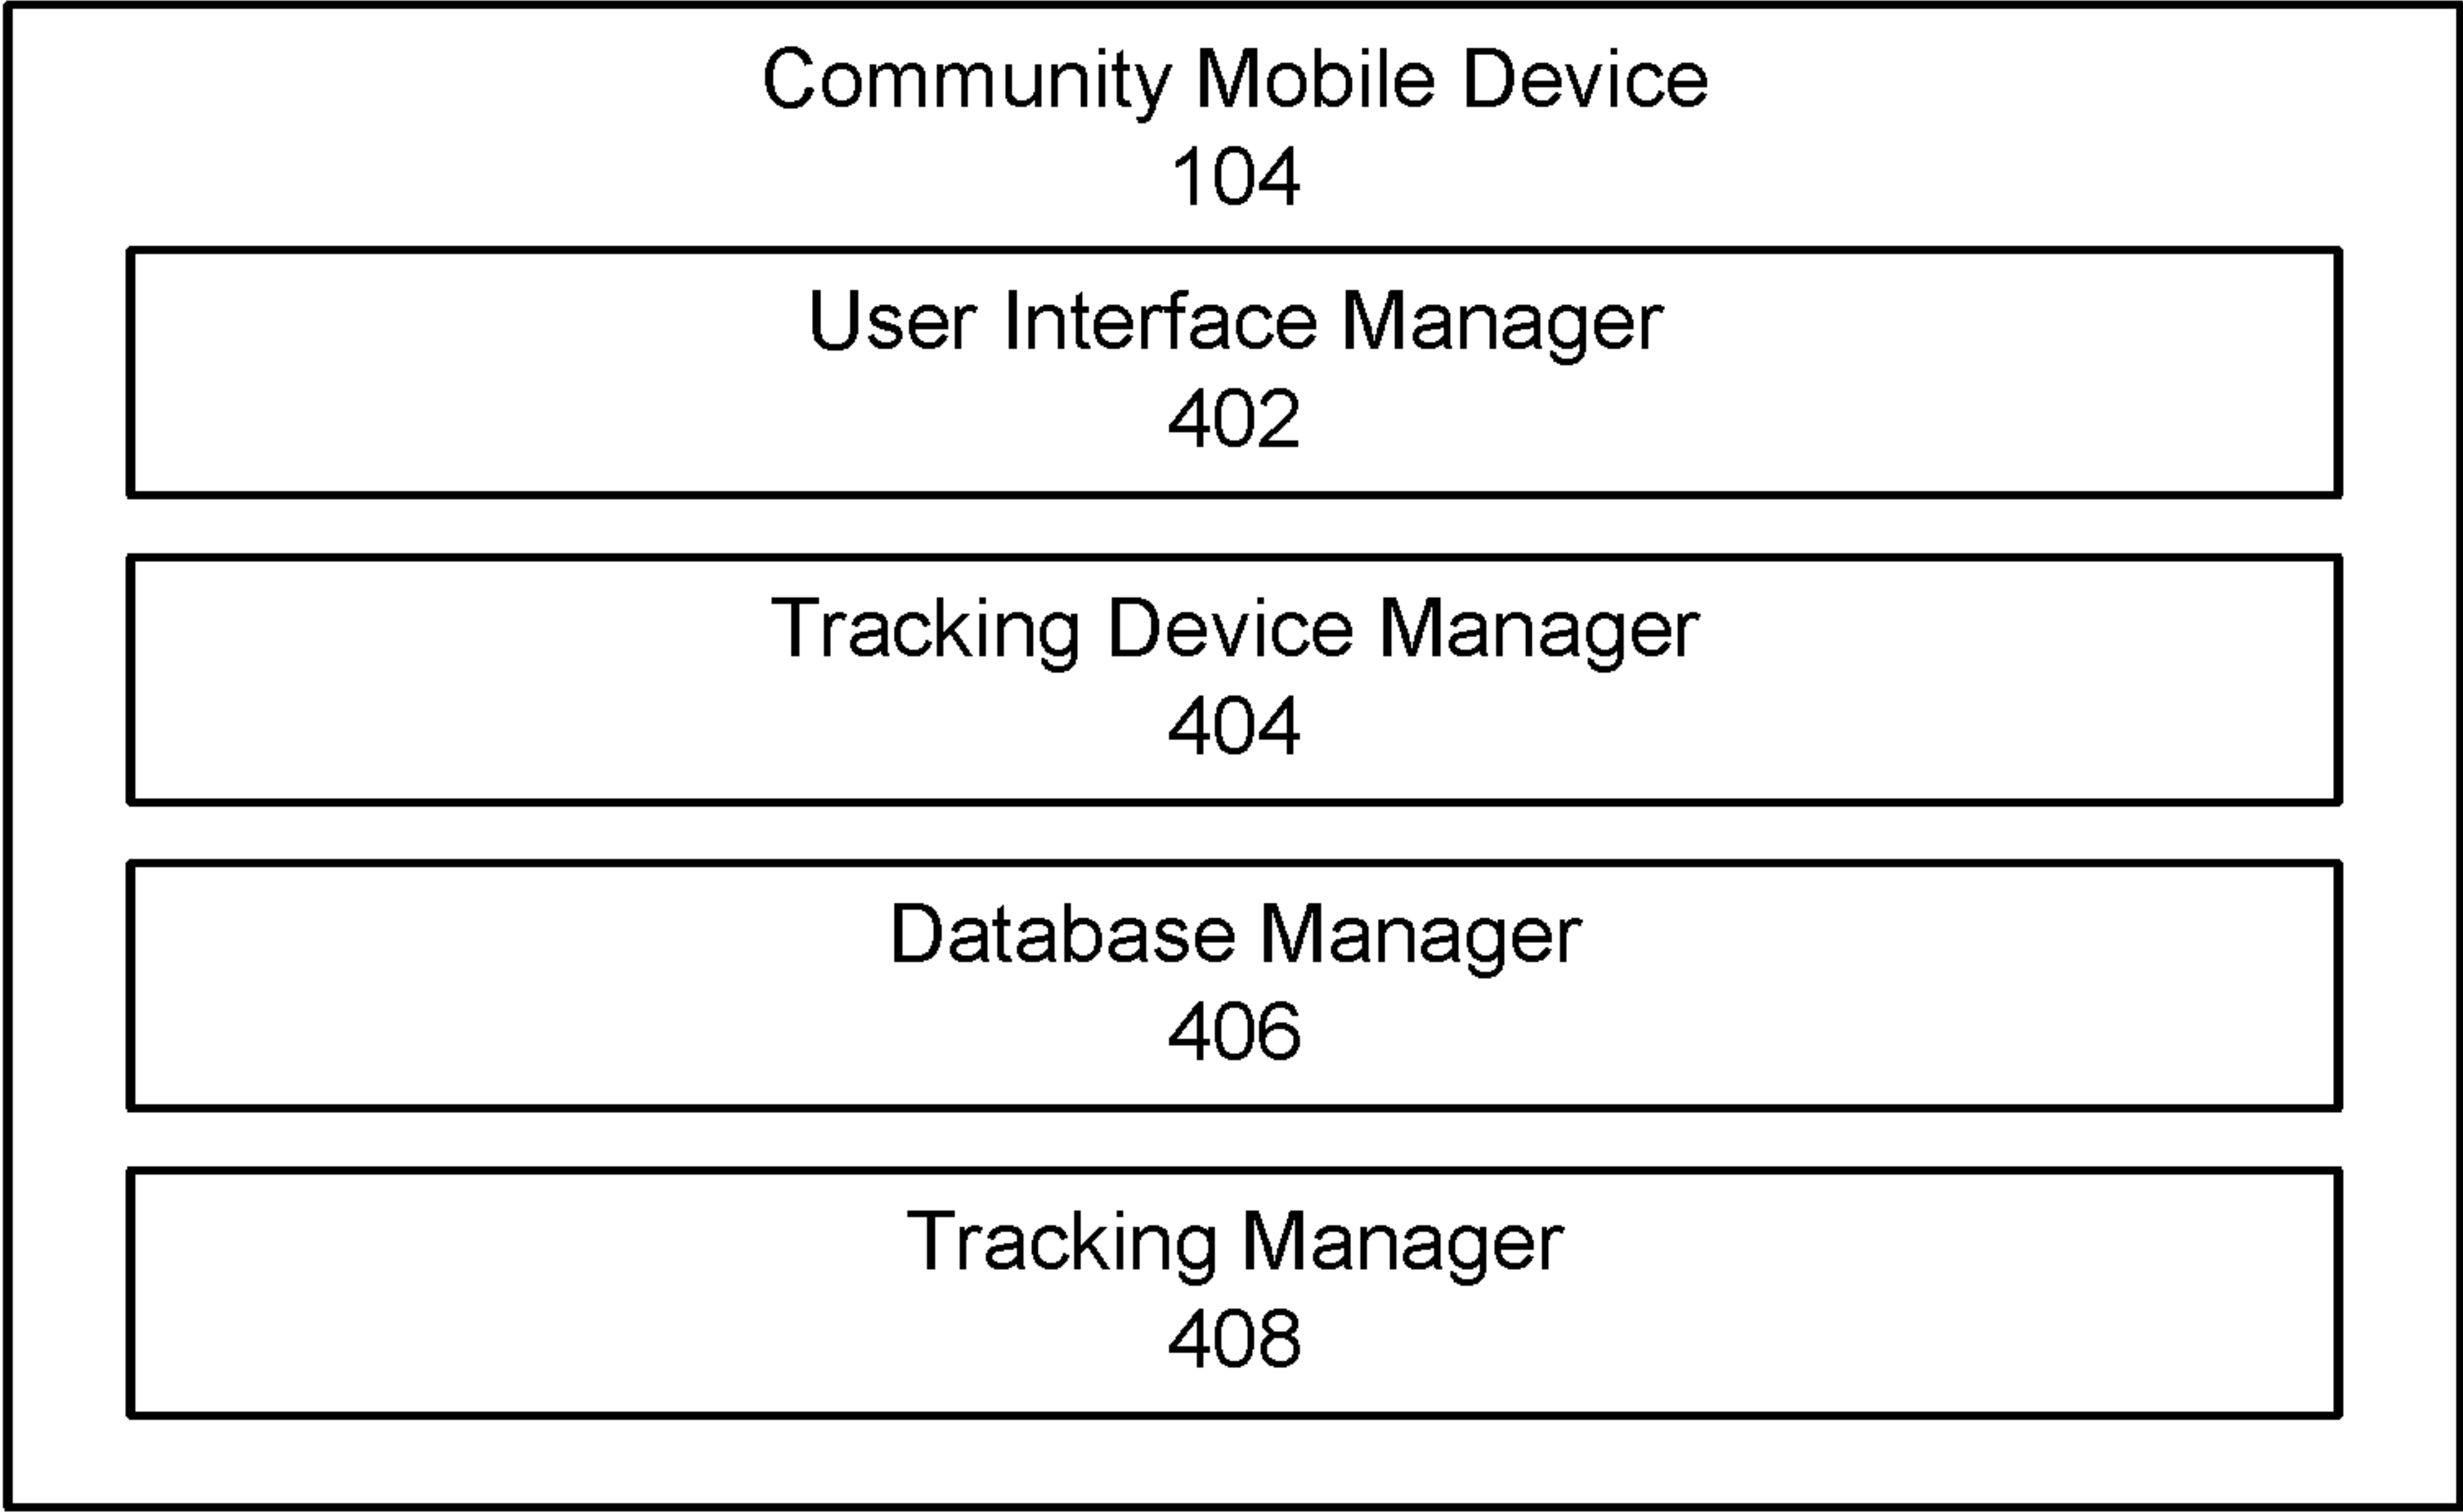 Community Mobile Device
104
User Interface Manager
402
Tracking Device Manager
404
Database Manager
406
Tracking Manager
408